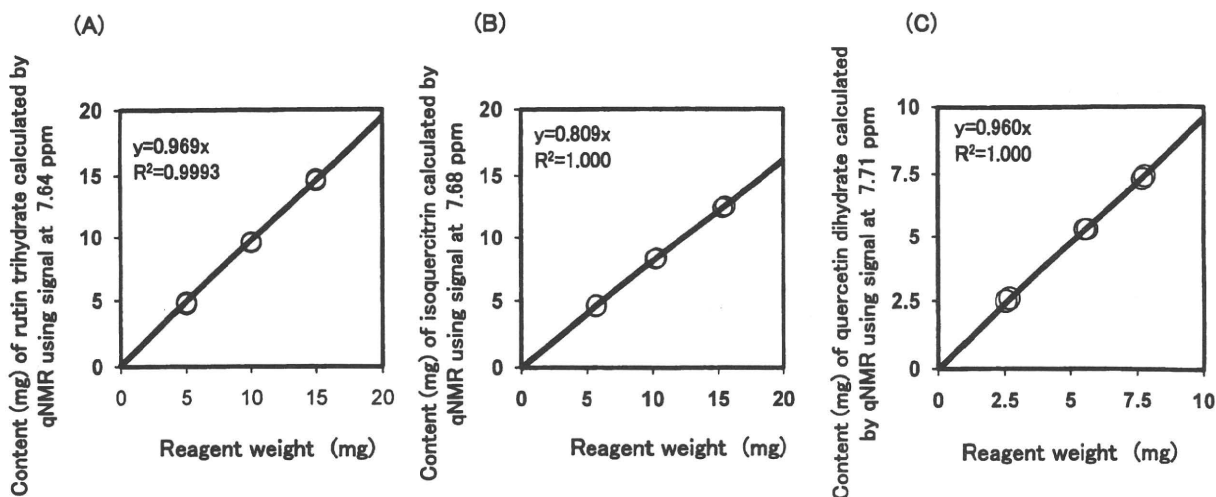 (A)
Content (mg) of rutin trihydrate calculated by
qNMR using signal at 7.64 ppm
20
15
10
5
0
y=0.969x
R²=0.9993
0 5 10 15 20
Reagent weight (mg)
(B)
Content (mg) of isoquercitrin calculated by
qNMR using signal at 7.68 ppm
20
15
10
5
0
y=0.809x
R²=1.000
0 5 10 15 20
Reagent weight (mg)
(C)
Content (mg) of quercetin dihydrate calculated
by qNMR using signal at 7.71 ppm
10
7.5
5
2.5
0
y=0.960x
R²=1.000
0 2.5 5 7.5 10
Reagent weight (mg)